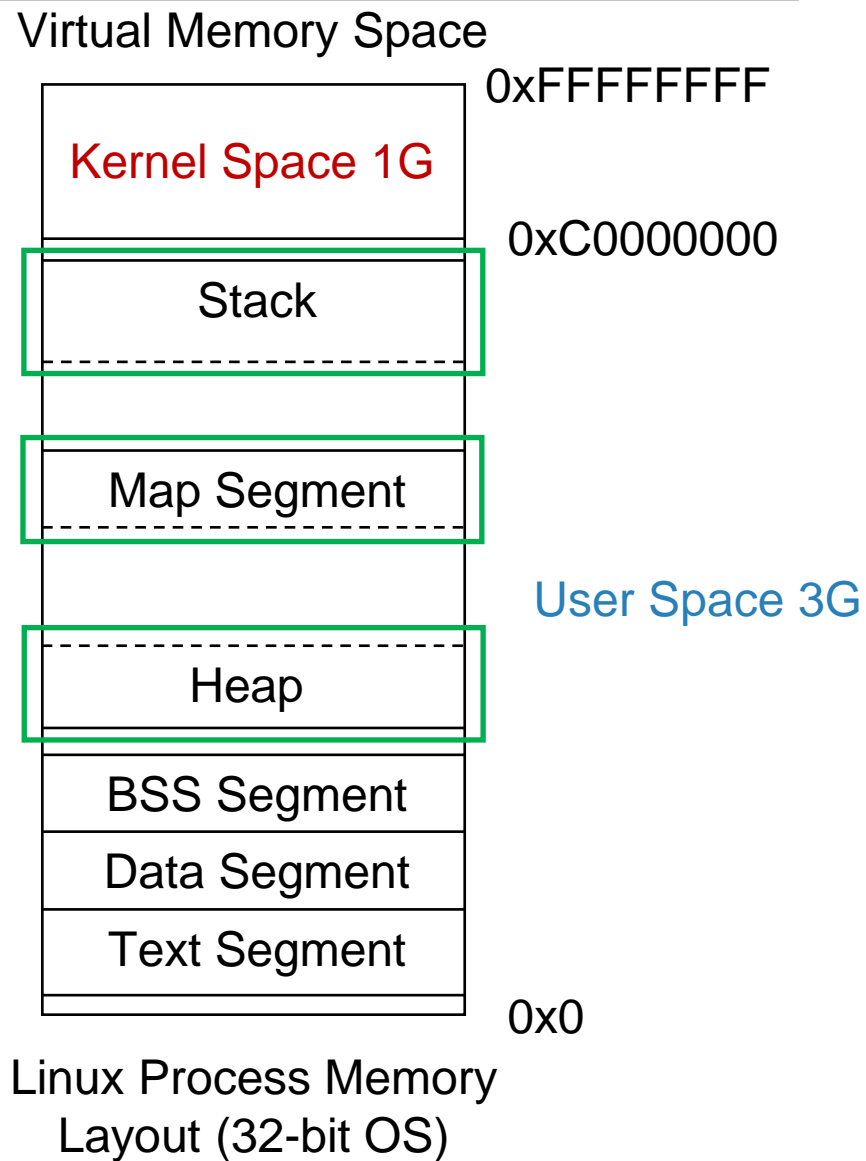 Virtual Memory Space
0xFFFFFFFF
Kernel Space 1G
0xC0000000
Stack
Map Segment
User Space 3G
Heap
BSS Segment
Data Segment
Text Segment
0x0
Linux Process Memory
Layout (32-bit OS)